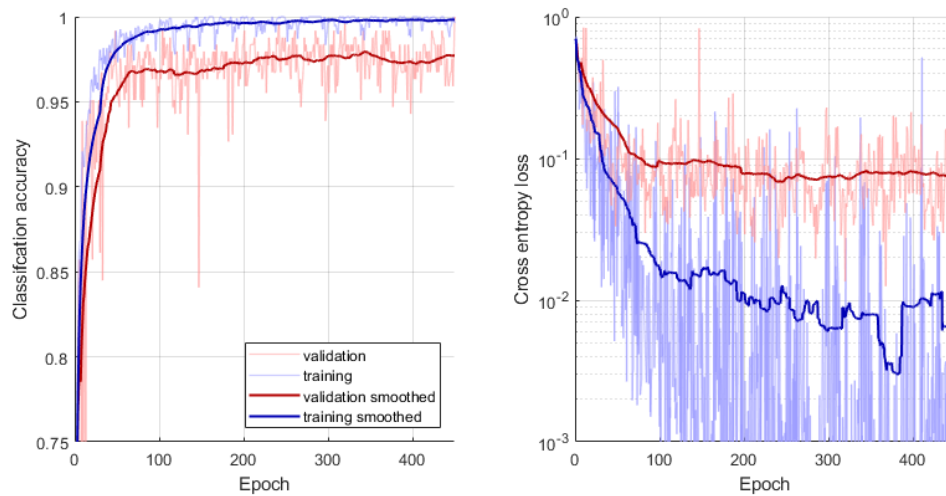 1
0.95
0.9
0.85
0.8
0.75
0
100
200
300
400
Epoch
Classifcation accuracy
validation
training
validation smoothed
training smoothed
10^0
10^-1
10^-2
10^-3
0
100
200
300
400
Epoch
Cross entropy loss